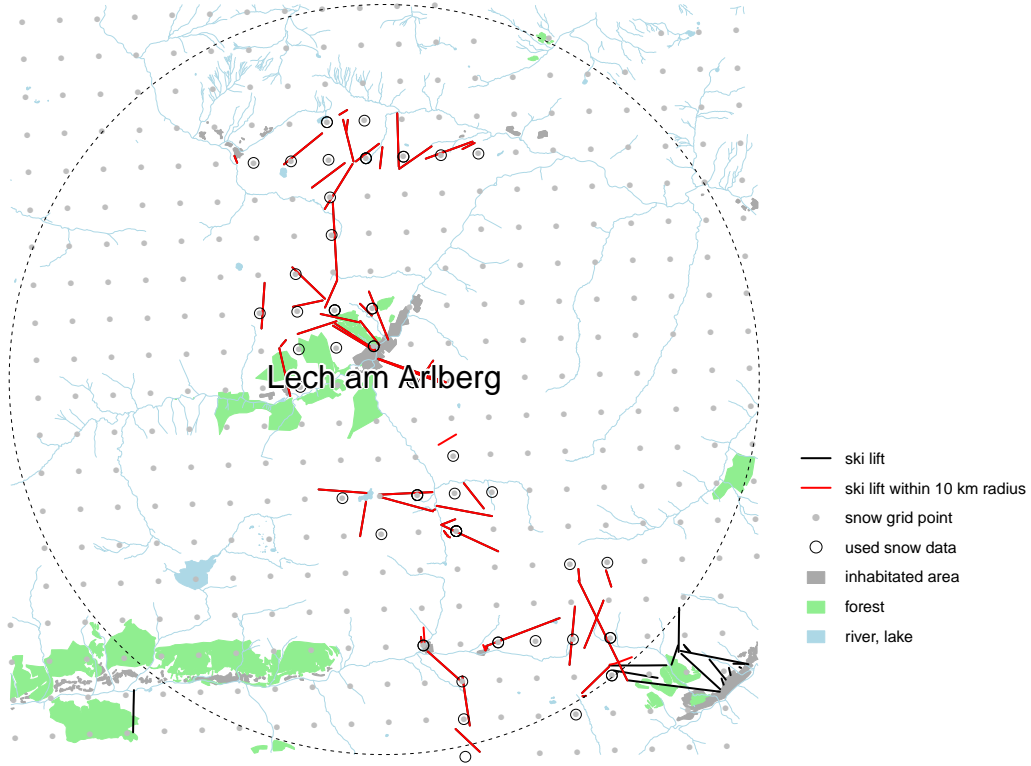 Lech am Arlberg
ski lift
ski lift within 10 km radius
snow grid point
used snow data
inhabitated area
forest
river, lake